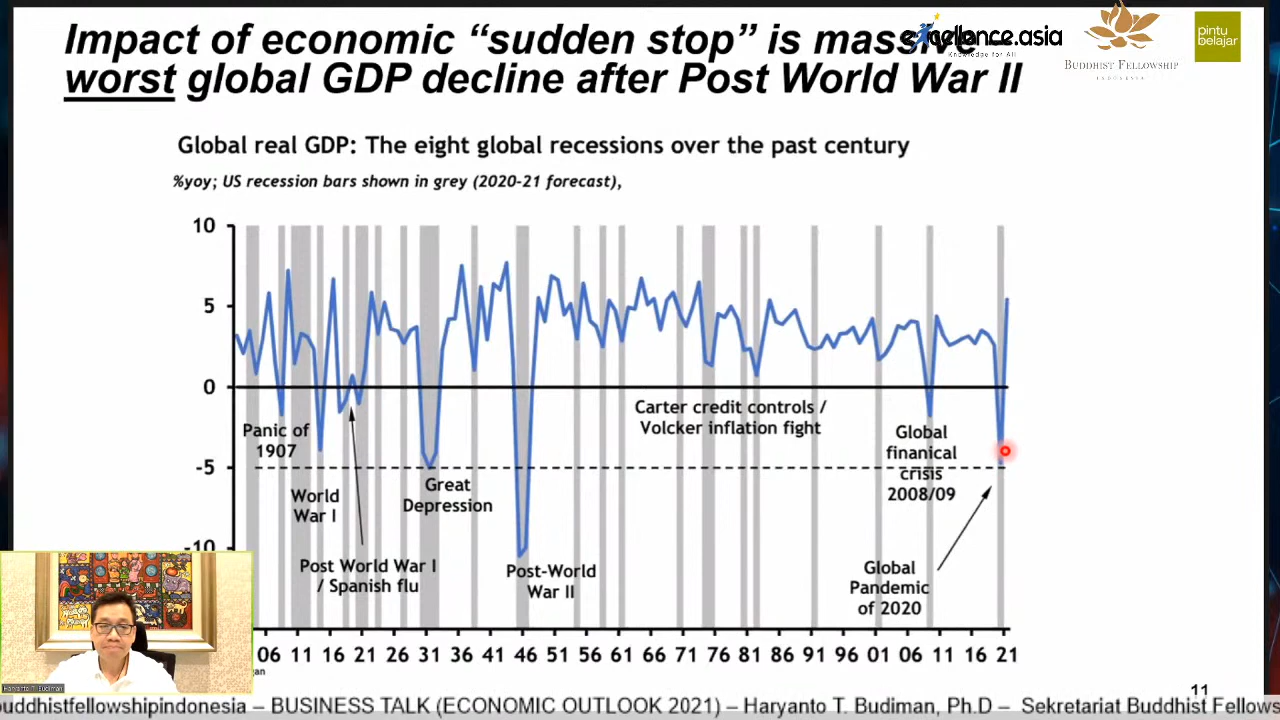 Impact of economic “sudden stop” is massive
worst global GDP decline after Post World War II
excellence.asia
Knowledge for All
BUDDHIST FELLOWSHIP
INDONESIA
pintu
belajar
Global real GDP: The eight global recessions over the past century
%yoy; US recession bars shown in grey (2020-21 forecast),
10
5
0
-5
-10
Panic of
1907
World
War I
Post World War I
/ Spanish flu
Great
Depression
Post-World
War II
Carter credit controls /
Volcker inflation fight
Global
finanical
crisis
2008/09
Global
Pandemic
of 2020
06 11 16 21 26 31 36 41 46 51 56 61 66 71 76 81 86 91 96 01 06 11 16 21
11
Haryanto T. Budiman
buddhistfellowshipindonesia – BUSINESS TALK (ECONOMIC OUTLOOK 2021) – Haryanto T. Budiman, Ph.D – Sekretariat Buddhist Fellows